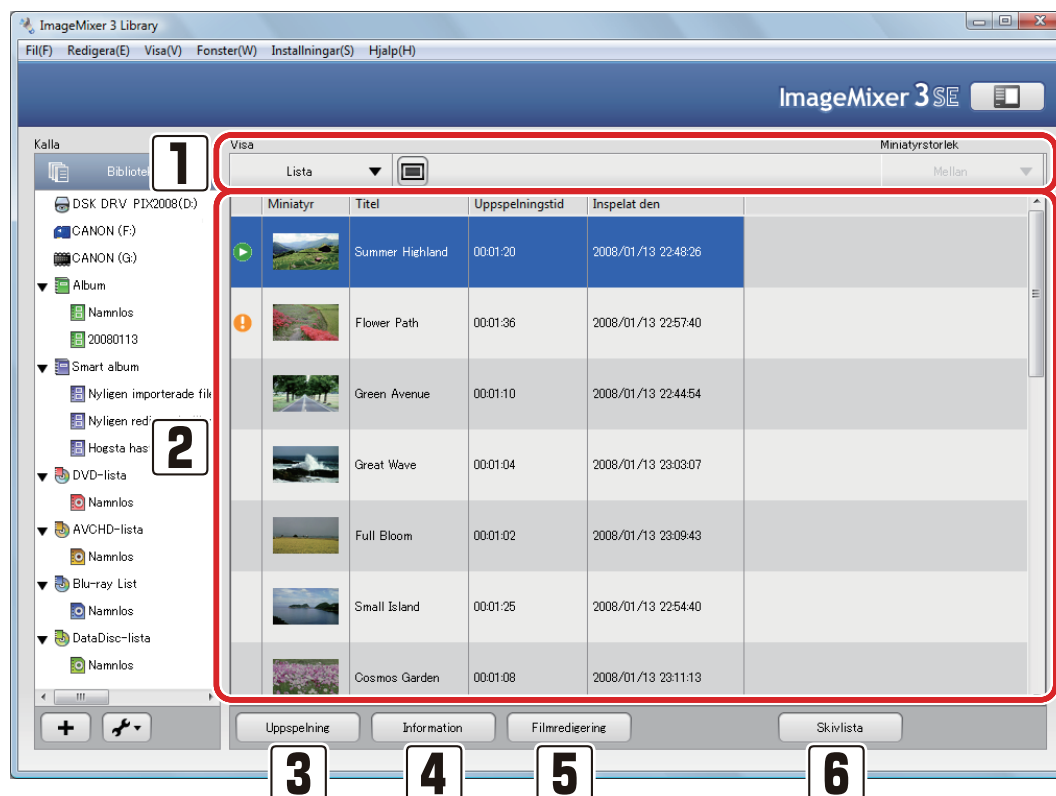 ImageMixer 3 Library
Fil(F) Redigera(E) Visa(V) Fonster(W) Installningar(S) Hjalp(H)
ImageMixer 3 SE
Kalla
1
Visa
Miniatyrstorlek
Lista
Mellan
DSK DRV PIX2008(D:)
CANON (F:)
CANON (G:)
Album
Namnlos
20080113
Smart album
Nyligen importerade
Nyligen
2
Hogsta
DVD-lista
Namnlos
AVCHD-lista
Namnlos
Blu-ray List
Namnlos
DataDisc-lista
Namnlos
Miniatyr Titel Uppspelningstid Inspelat den
Summer Highland 00:01:20 2008/01/13 22:48:26
Flower Path 00:01:36 2008/01/13 22:57:40
Green Avenue 00:01:10 2008/01/13 22:44:54
Great Wave 00:01:04 2008/01/13 23:03:07
Full Bloom 00:01:02 2008/01/13 23:09:43
Small Island 00:01:25 2008/01/13 22:54:40
Cosmos Garden 00:01:08 2008/01/13 23:11:13
Uppspelning Information Filmredigering Skivlista
3 4 5 6